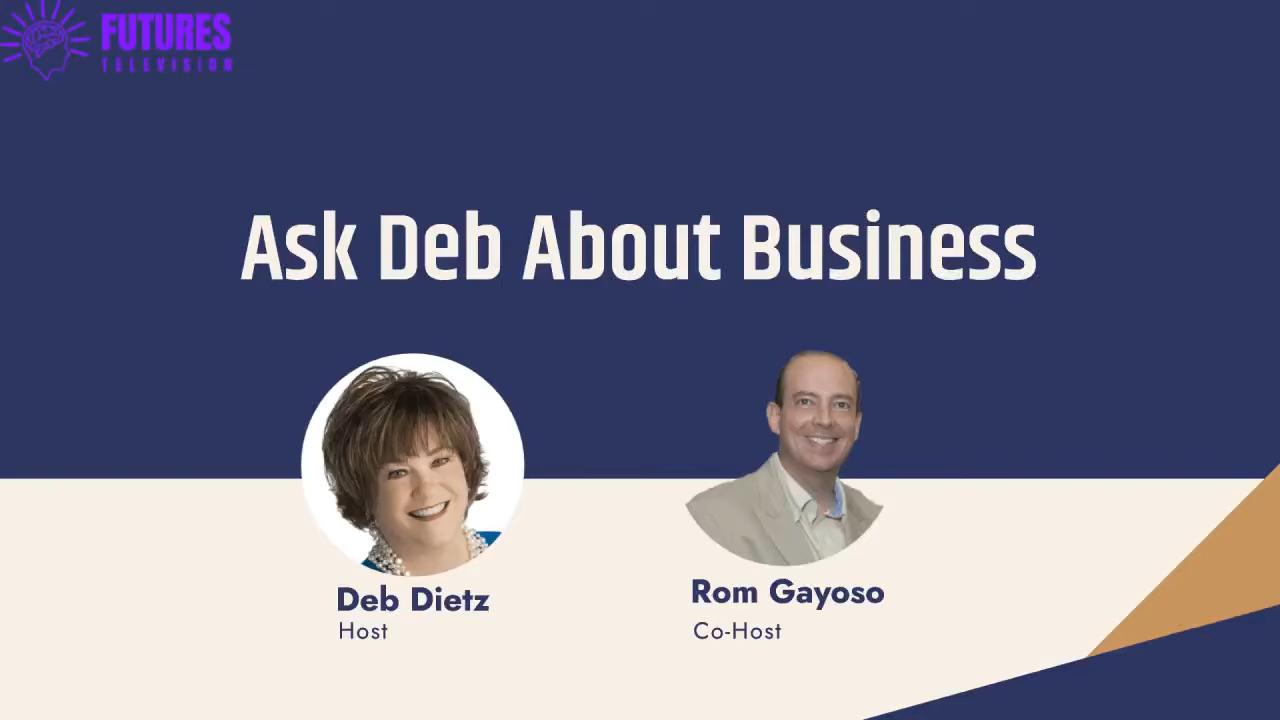 FUTURES
TELEVISION
Ask Deb About Business
Deb Dietz
Host
Rom Gayoso
Co-Host